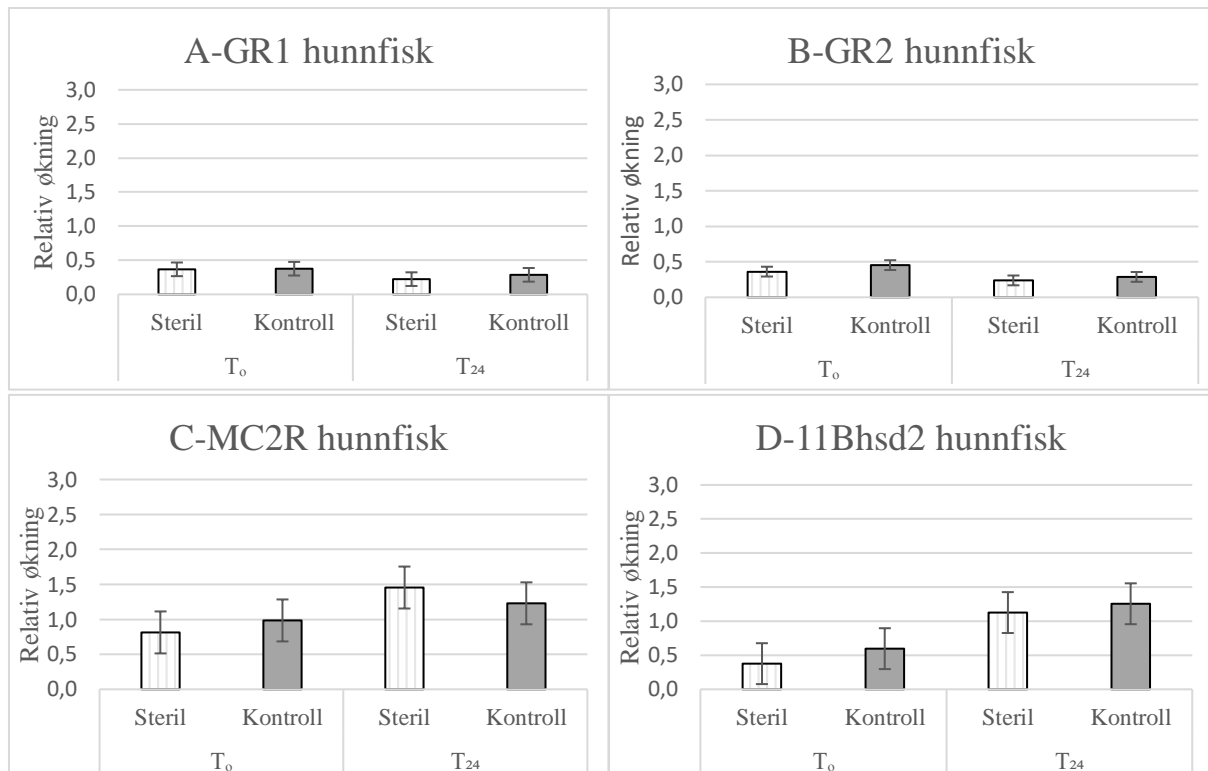 A-GR1 hunnfisk
Relativ økning
3,0
2,5
2,0
1,5
1,0
0,5
0,0
Steril Kontroll Steril Kontroll
Tₒ T₂₄
B-GR2 hunnfisk
Relativ økning
3,0
2,5
2,0
1,5
1,0
0,5
0,0
Steril Kontroll Steril Kontroll
Tₒ T₂₄
C-MC2R hunnfisk
Relativ økning
3,0
2,5
2,0
1,5
1,0
0,5
0,0
Steril Kontroll Steril Kontroll
Tₒ T₂₄
D-11Bhsd2 hunnfisk
Relativ økning
3,0
2,5
2,0
1,5
1,0
0,5
0,0
Steril Kontroll Steril Kontroll
Tₒ T₂₄